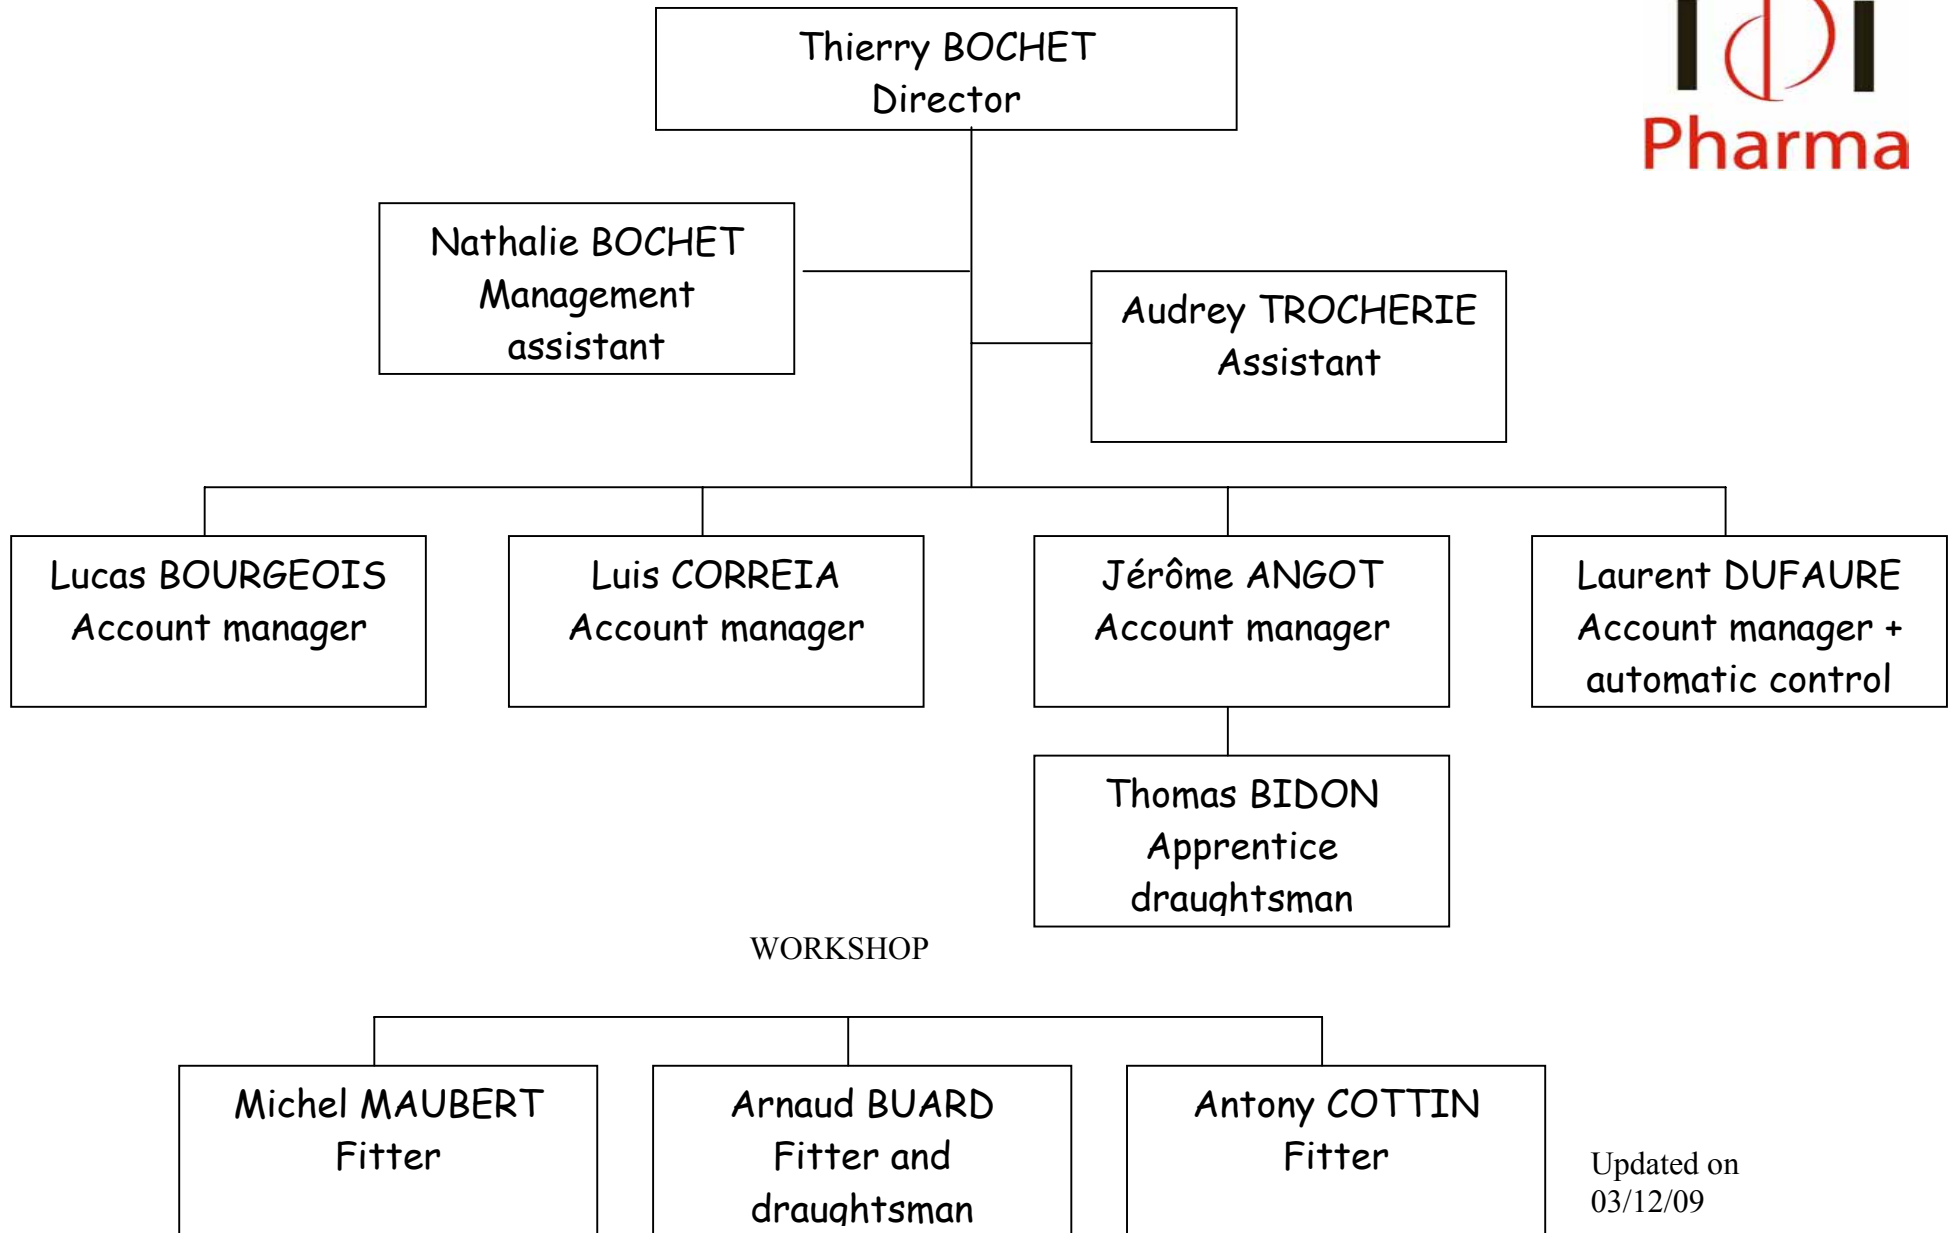 Thierry BOCHET
Director
Pharma
Nathalie BOCHET
Management
assistant
Audrey TROCHERIE
Assistant
Lucas BOURGEOIS
Account manager
Luis CORREIA
Account manager
Jérôme ANGOT
Account manager
Laurent DUFAURE
Account manager +
automatic control
Thomas BIDON
Apprentice
draughtsman
WORKSHOP
Michel MAUBERT
Fitter
Arnaud BUARD
Fitter and
draughtsman
Antony COTTIN
Fitter
Updated on
03/12/09